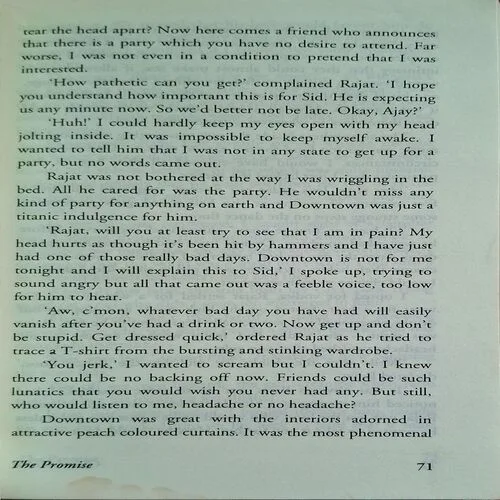 tear the head apart? Now here comes a friend who announces
that there is a party which you have no desire to attend. Far
worse, I was not even in a condition to pretend that I was
interested.
‘How pathetic can you get?’ complained Rajat. ‘I hope
you understand how important this is for Sid. He is expecting
us any minute now. So we’d better not be late. Okay, Ajay?’
‘Huh!’ I could hardly keep my eyes open with my head
jolting inside. It was impossible to keep myself awake. I
wanted to tell him that I was not in any state to get up for a
party, but no words came out.
Rajat was not bothered at the way I was wriggling in the
bed. All he cared for was the party. He wouldn’t miss any
kind of party for anything on earth and Downtown was just a
titanic indulgence for him.
‘Rajat, will you at least try to see that I am in pain? My
head hurts as though it’s been hit by hammers and I have just
had one of those really bad days. Downtown is not for me
tonight and I will explain this to Sid,’ I spoke up, trying to
sound angry but all that came out was a feeble voice, too low
for him to hear.
‘Aw, c’mon, whatever bad day you have had will easily
vanish after you’ve had a drink or two. Now get up and don’t
be stupid. Get dressed quick,’ ordered Rajat as he tried to
trace a T-shirt from the bursting and stinking wardrobe.
‘You jerk,’ I wanted to scream but I couldn’t. I knew
there could be no backing off now. Friends could be such
lunatics that you would wish you never had any. But still,
who would listen to me, headache or no headache?
Downtown was great with the interiors adorned in
attractive peach coloured curtains. It was the most phenomenal
The Promise 71